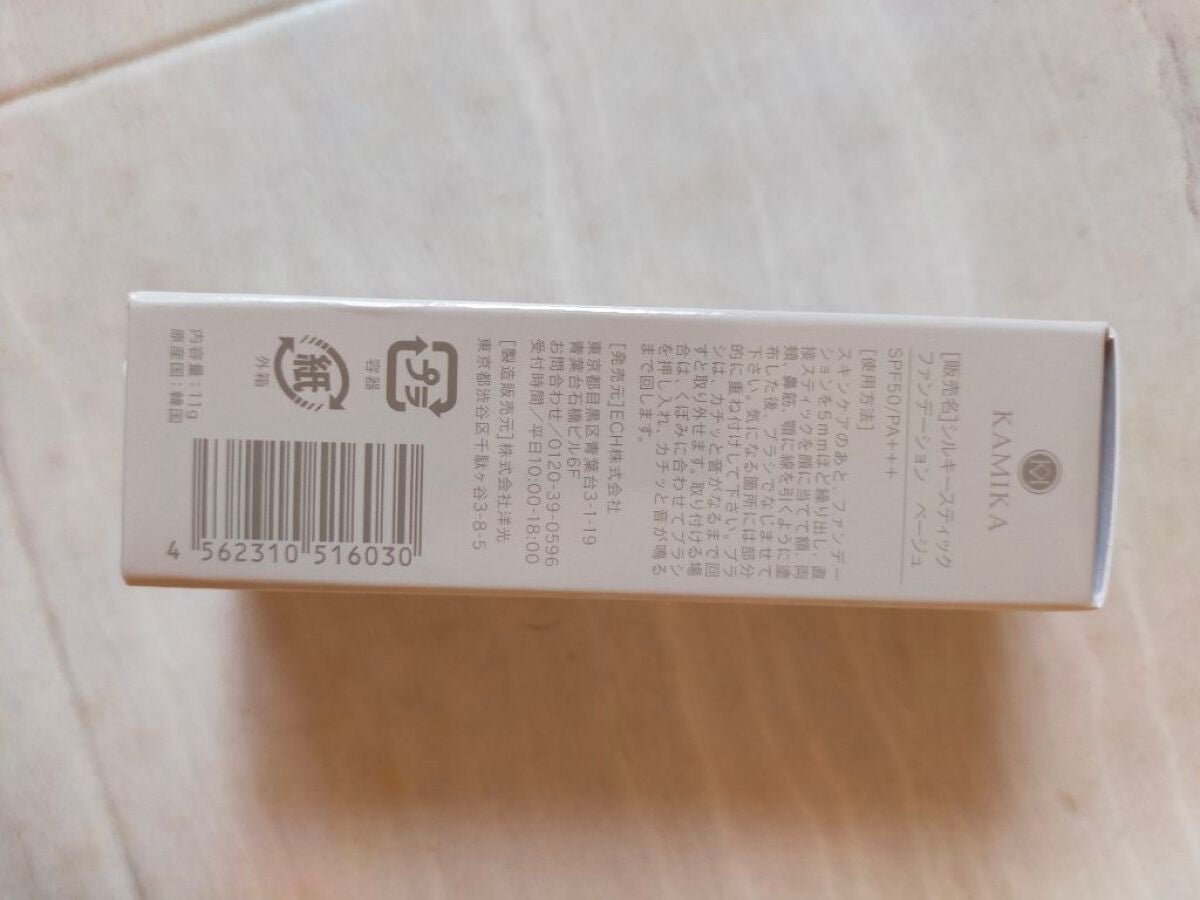 KAMIKA
[販売名]シルキースティック
ファンデーション ベージュ
SPF50/PA+++
[使用方法]
スキンケアのあと、ファンデー
ションを5mmほど繰り出し、直
接スティックを顔に当てて額、両
頬、鼻筋、顎に線を引くように塗
布した後、ブラシでなじませて
下さい。気になる箇所には部分
的に重ね付けして下さい。ブラ
シは、カチッと音がなるまで回
すと取り外せます。取り付ける場
合は、くぼみに合わせてブラシ
を押し入れ、カチッと音が鳴る
まで回します。
[発売元]ECH株式会社
東京都目黒区青葉台3-1-19
青葉台石橋ビル6F
お問合わせ/0120-39-0596
受付時間/平日10:00-18:00
[製造販売元]株式会社洋光
東京都渋谷区千駄ヶ谷3-8-5
プラ
容器
紙
外箱
4 562310 516030
内容量:11g
原産国:韓国